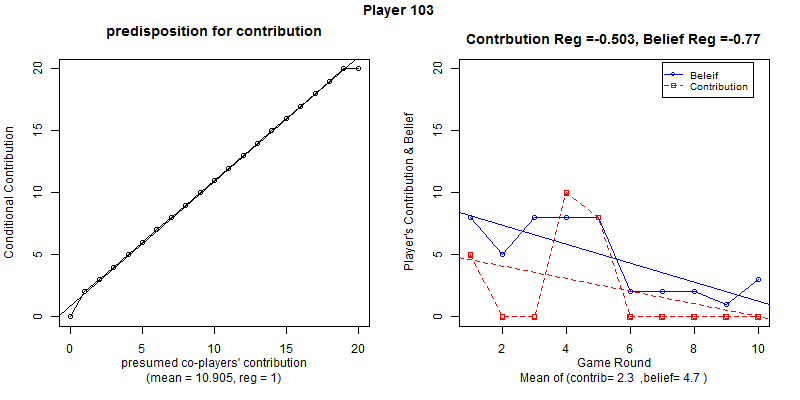 Player 103
predisposition for contribution
Conditional Contribution
20
15
10
5
0
0 5 10 15 20
presumed co-players' contribution
(mean = 10.905, reg = 1)
Contrbution Reg =-0.503, Belief Reg =-0.77
Player's Contribution & Belief
20
15
10
5
0
Beleif
Contribution
2 4 6 8 10
Game Round
Mean of (contrib= 2.3 ,belief= 4.7 )